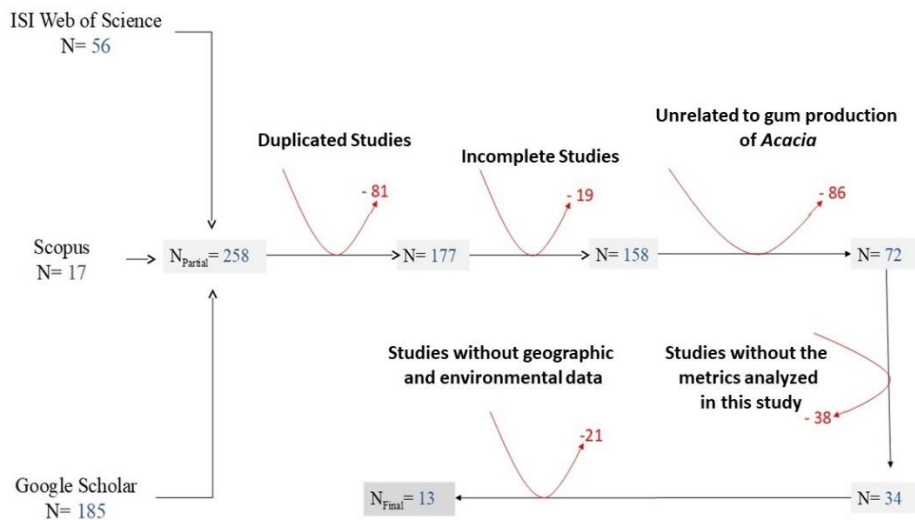 ISI Web of Science
N= 56
Unrelated to gum production
of Acacia
Duplicated Studies
Incomplete Studies
- 81
- 19
- 86
Scopus
N= 17
N_Partial= 258
N= 177
N= 158
N= 72
Studies without geographic
and environmental data
Studies without the
metrics analyzed
in this study
- 38
-21
Google Scholar
N= 185
N_Final= 13
N= 34